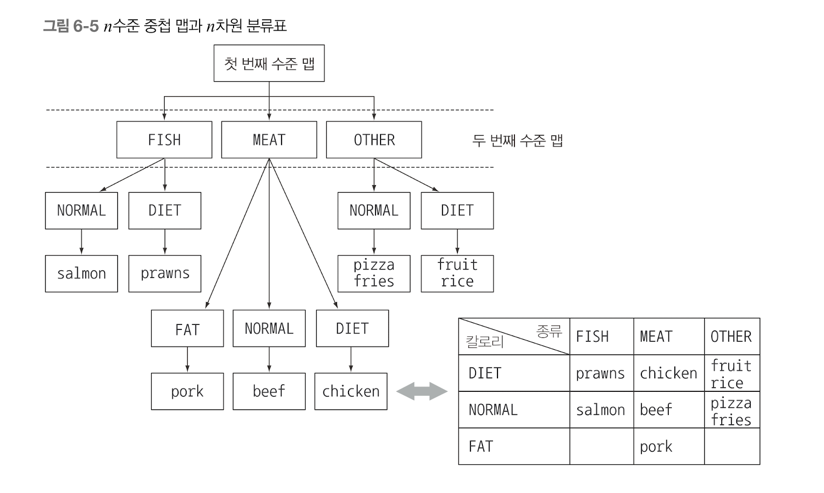 그림 6-5 n수준 중첩 맵과 n차원 분류표
첫 번째 수준 맵
FISH MEAT OTHER 두 번째 수준 맵
NORMAL DIET NORMAL DIET
salmon prawns pizza fries fruit rice
FAT NORMAL DIET
pork beef chicken
칼로리 종류 FISH MEAT OTHER
DIET prawns chicken fruit rice
NORMAL salmon beef pizza fries
FAT pork